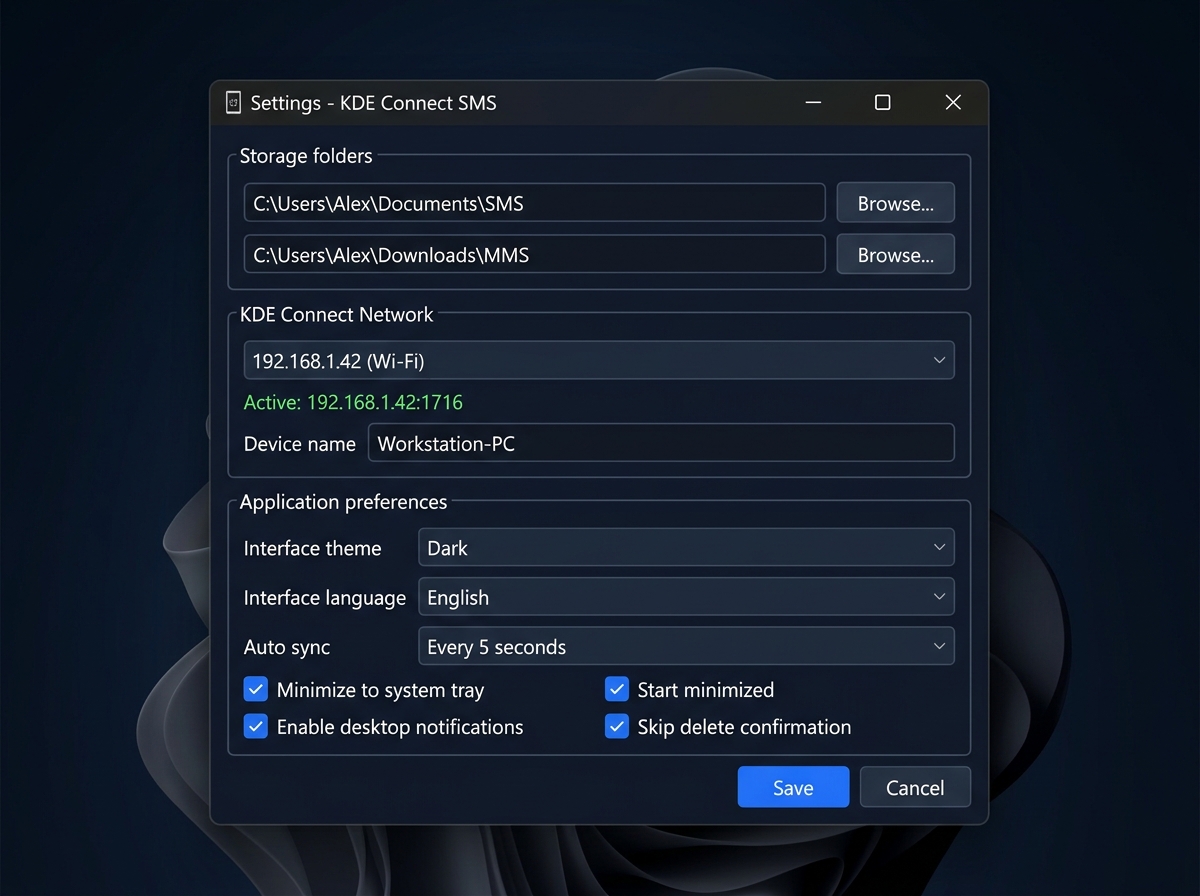 Settings - KDE Connect SMS
Storage folders
C:\Users\Alex\Documents\SMS
Browse...
C:\Users\Alex\Downloads\MMS
Browse...
KDE Connect Network
192.168.1.42 (Wi-Fi)
Active: 192.168.1.42:1716
Device name
Workstation-PC
Application preferences
Interface theme
Dark
Interface language
English
Auto sync
Every 5 seconds
Minimize to system tray
Start minimized
Enable desktop notifications
Skip delete confirmation
Save
Cancel